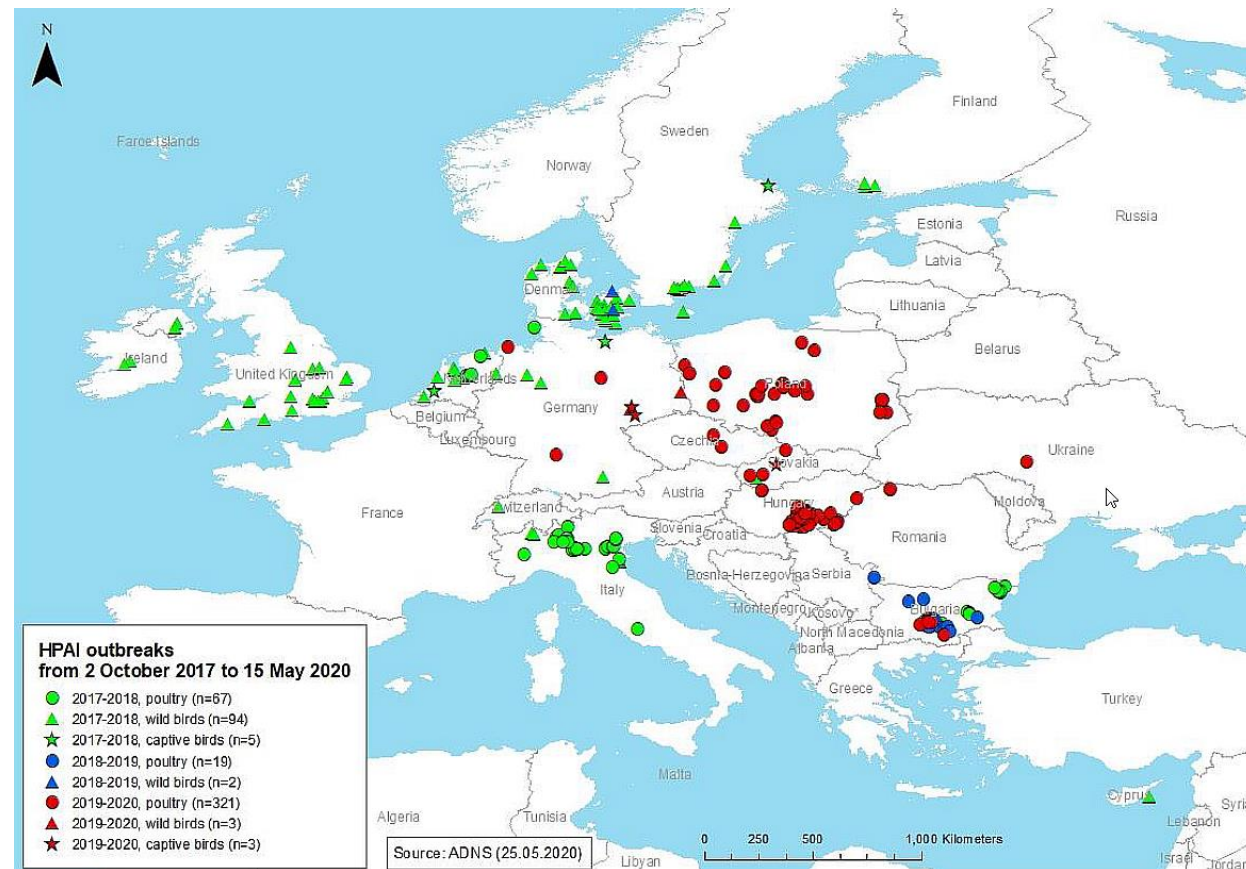 N
Finland
Sweden
Faroe Islands
Norway
Russia
Estonia
Latvia
Denmar
Lithuania
Ireland
Belarus
United Kingdom
Netherlands
Poland
Germany
Belgium
Luxembourg
Czechia
Ukraine
Slovakia
Austria
Moldova
France
witzerland
Hungary
Slovenia
Croatia
Romania
Bosnia-Herzegovina
Serbia
Italy
Montenegro
Kosovo
Bulgaria
North Macedonia
Albania
Greece
Turkey
HPAI outbreaks
from 2 October 2017 to 15 May 2020
2017-2018, poultry (n=67)
2017-2018, wild birds (n=94)
2017-2018, captive birds (n=5)
2018-2019, poultry (n=19)
2018-2019, wild birds (n=2)
2019-2020, poultry (n=321)
2019-2020, wild birds (n=3)
2019-2020, captive birds (n=3)
Malta
Cyprus
Syri
Lebanon
Algeria
Tunisia
0 250 500 1,000 Kilometers
Source: ADNS (25.05.2020)
Libyan
Israel
Jordan